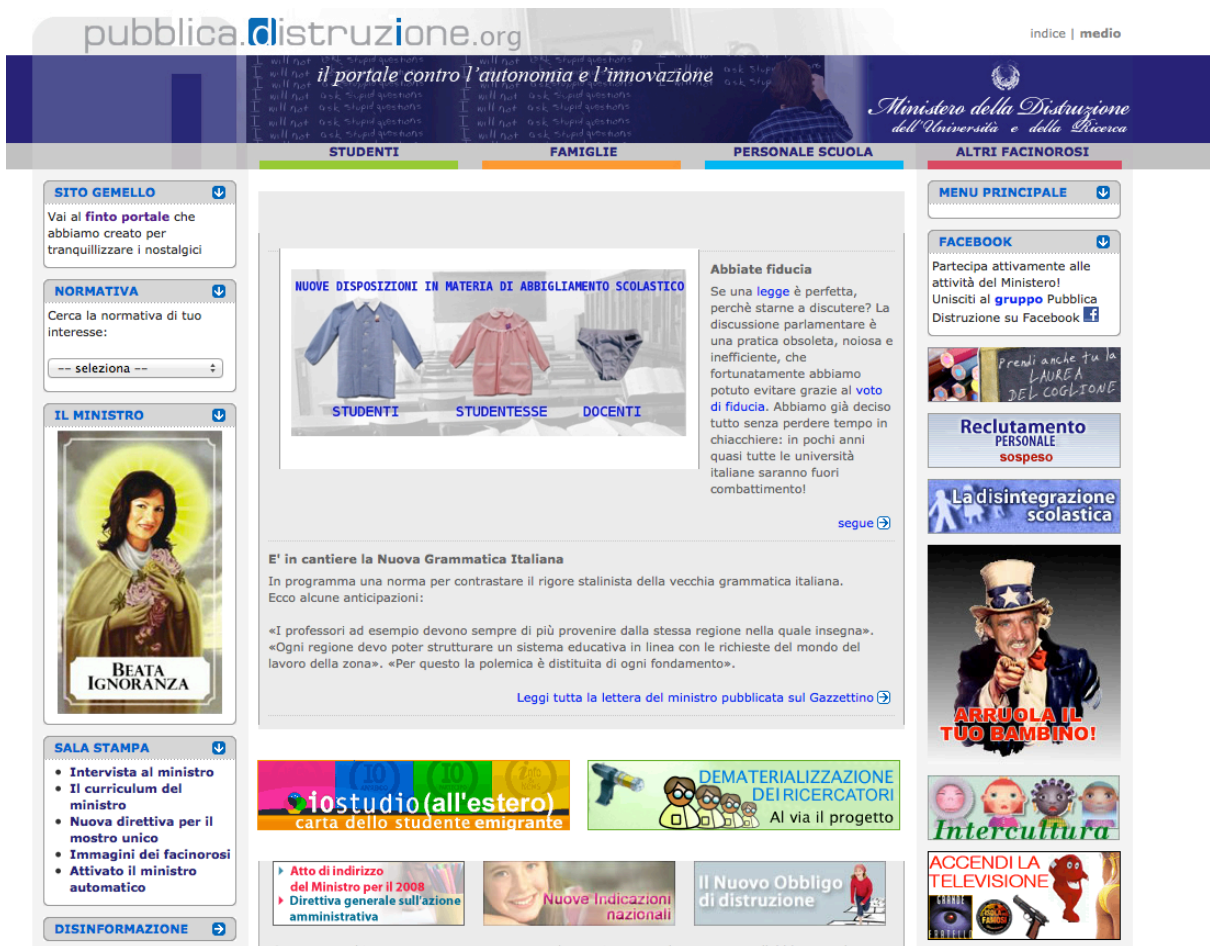 pubblica.distruzione.org
indice | medio
il portale contro l'autonomia e l'innovazione
Ministero della Distruzione
dell'Università e della Ricerca
STUDENTI
FAMIGLIE
PERSONALE SCUOLA
ALTRI FACINOROSI
SITO GEMELLO
Vai al finto portale che
abbiamo creato per
tranquillizzare i nostalgici
NORMATIVA
Cerca la normativa di tuo
interesse:
-- seleziona --
IL MINISTRO
BEATA
IGNORANZA
SALA STAMPA
Intervista al ministro
Il curriculum del
ministro
Nuova direttiva per il
mostro unico
Immagini dei facinorosi
Attivato il ministro
automatico
DISINFORMAZIONE
NUOVE DISPOSIZIONI IN MATERIA DI ABBIGLIAMENTO SCOLASTICO
STUDENTI
STUDENTESSE
DOCENTI
Abbiate fiducia
Se una legge è perfetta,
perchè starne a discutere? La
discussione parlamentare è
una pratica obsoleta, noiosa e
inefficiente, che
fortunatamente abbiamo
potuto evitare grazie al voto
di fiducia. Abbiamo già deciso
tutto senza perdere tempo in
chiacchiere: in pochi anni
quasi tutte le università
italiane saranno fuori
combattimento!
segue
E' in cantiere la Nuova Grammatica Italiana
In programma una norma per contrastare il rigore stalinista della vecchia grammatica italiana.
Ecco alcune anticipazioni:
«I professori ad esempio devono sempre di più provenire dalla stessa regione nella quale insegna».
«Ogni regione devo poter strutturare un sistema educativa in linea con le richieste del mondo del
lavoro della zona». «Per questo la polemica è distituita di ogni fondamento».
Leggi tutta la lettera del ministro pubblicata sul Gazzettino
iostudio(all'estero)
carta dello studente emigrante
DEMATERIALIZZAZIONE
DEI RICERCATORI
Al via il progetto
Atto di indirizzo
del Ministro per il 2008
Direttiva generale sull'azione
amministrativa
Nuove Indicazioni
nazionali
Il Nuovo Obbligo
di distruzione
MENU PRINCIPALE
FACEBOOK
Partecipa attivamente alle
attività del Ministero!
Unisciti al gruppo Pubblica
Distruzione su Facebook
Prendi anche tu la
LAUREA
DEL COGLIONE
Reclutamento
PERSONALE
sospeso
La disintegrazione
scolastica
ARRUOLA IL
TUO BAMBINO!
Intercultura
ACCENDI LA
TELEVISIONE
GRANDE
FRATELLO